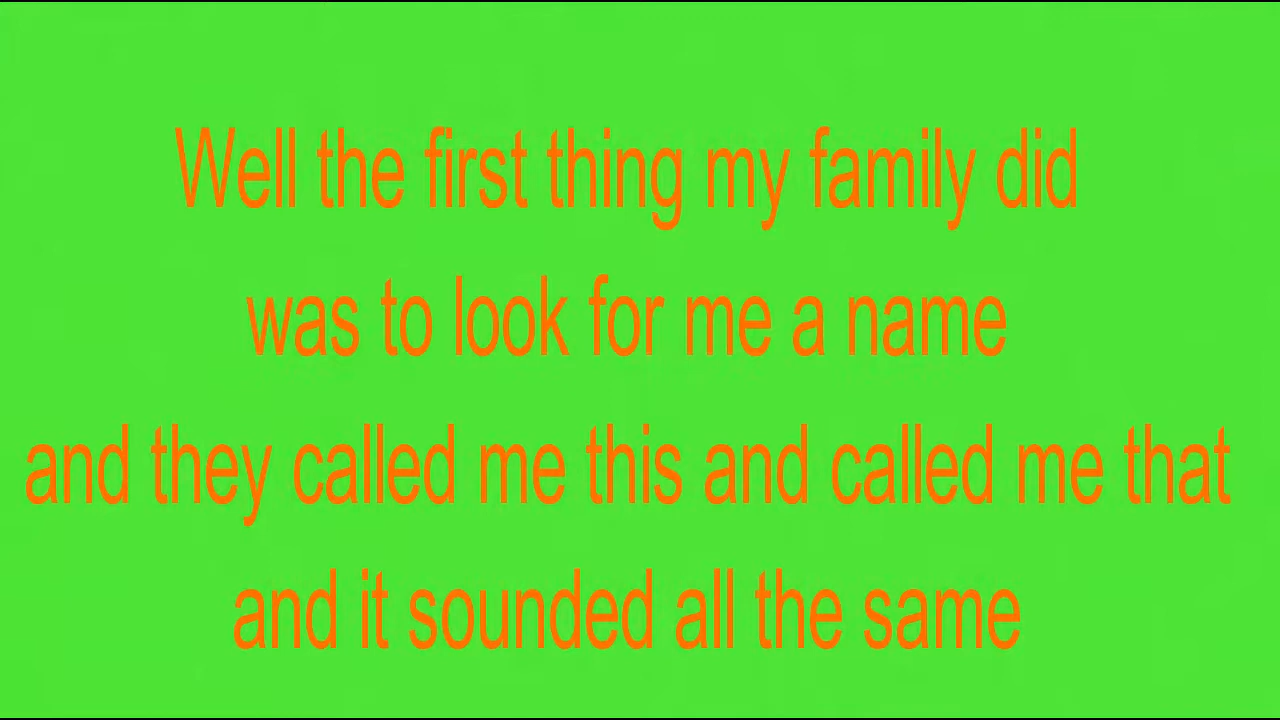 Well the first thing my family did
was to look for me a name
and they called me this and called me that
and it sounded all the same